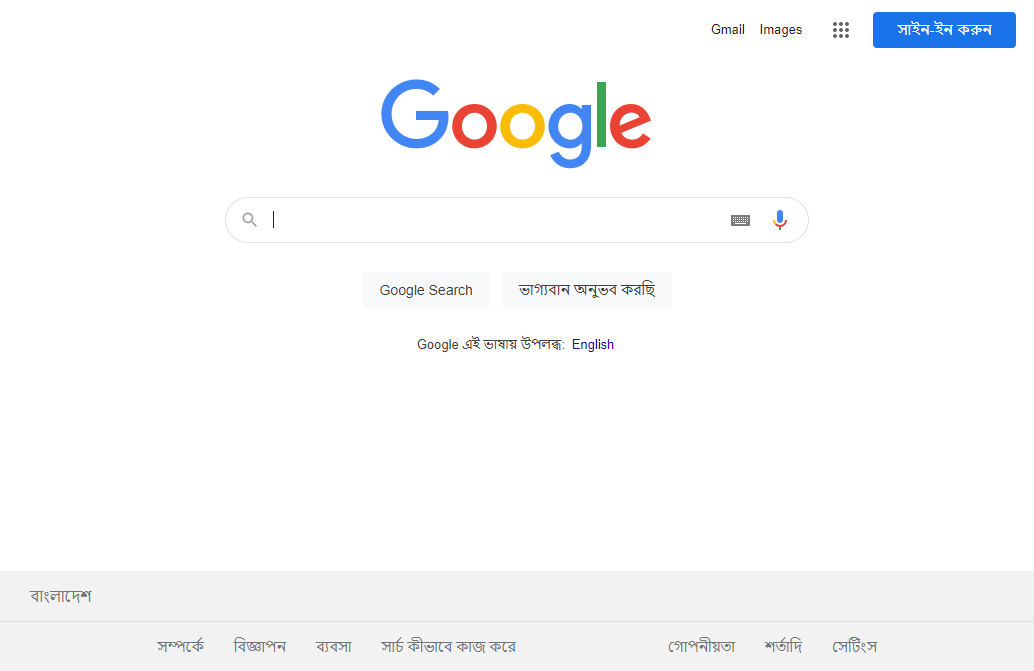 Gmail Images সাইন-ইন করুন
Google
Google Search ভাগ্যবান অনুভব করছি
Google এই ভাষায় উপলব্ধ: English
বাংলাদেশ
সম্পর্কে বিজ্ঞাপন ব্যবসা সার্চ কীভাবে কাজ করে গোপনীয়তা শর্তাদি সেটিংস